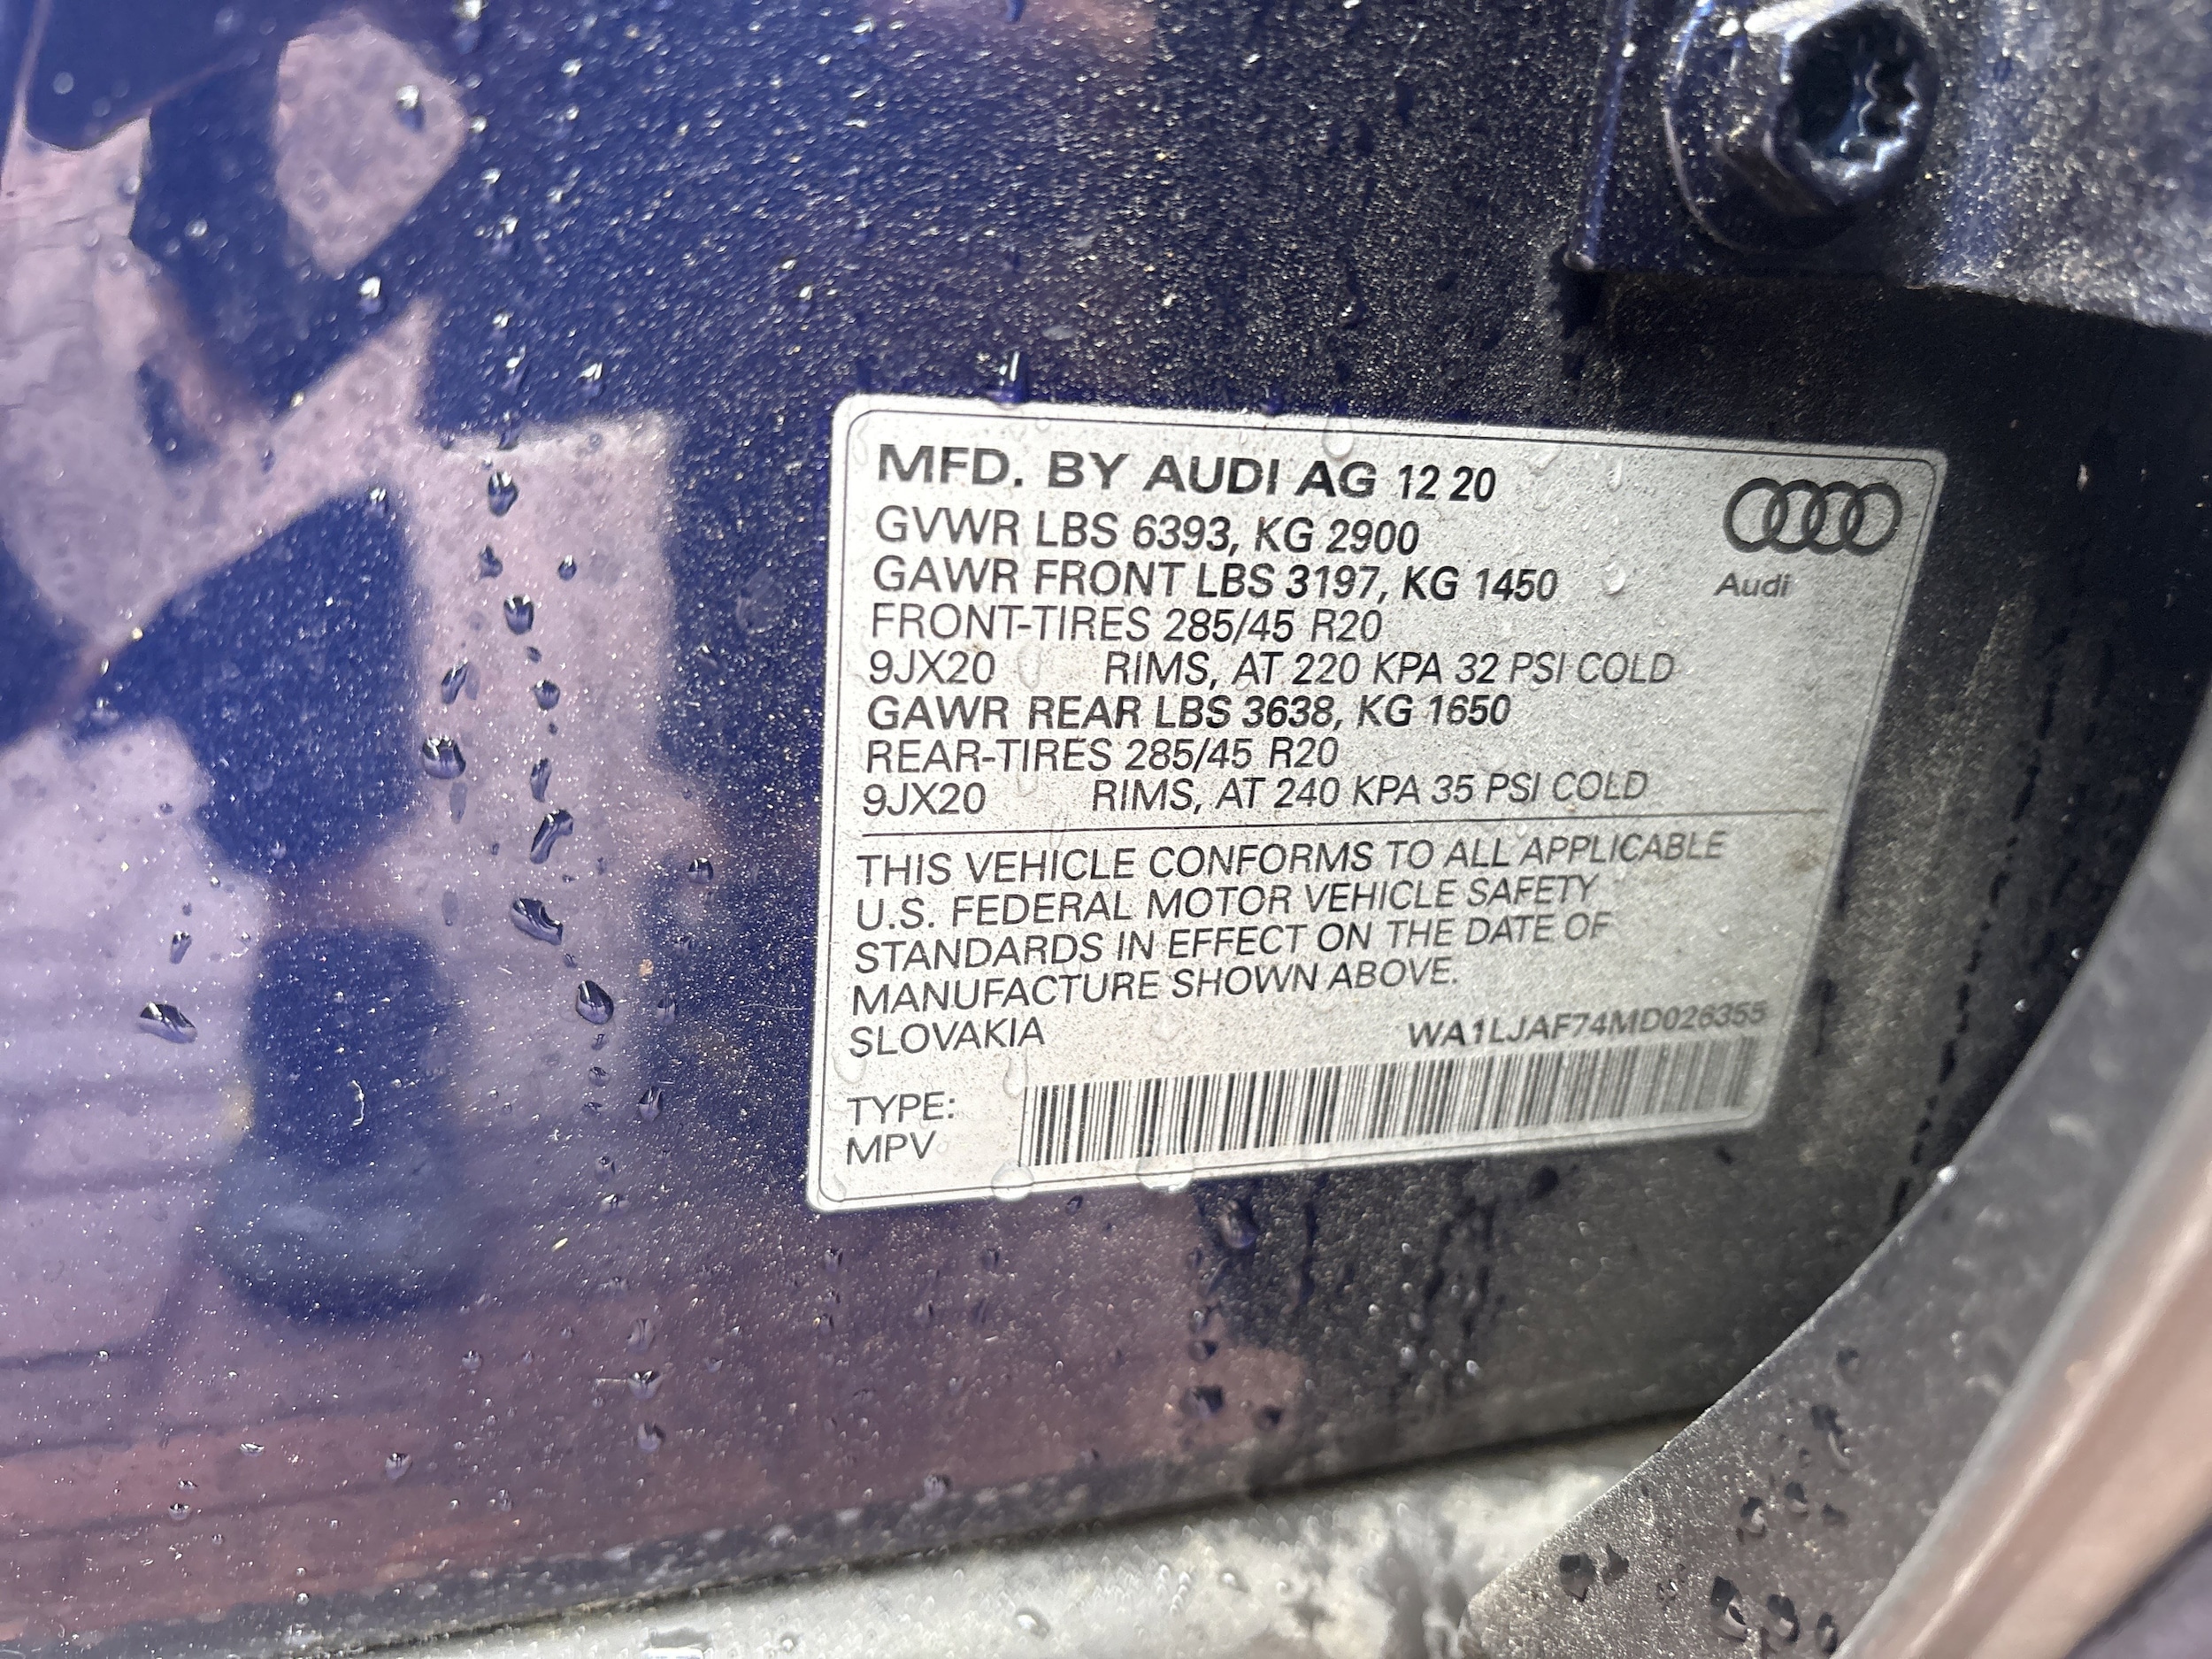 MFD. BY AUDI AG 12 20
GVWR LBS 6393, KG 2900
GAWR FRONT LBS 3197, KG 1450
Audi
FRONT-TIRES 285/45 R20
9JX20 RIMS, AT 220 KPA 32 PSI COLD
GAWR REAR LBS 3638, KG 1650
REAR-TIRES 285/45 R20
9JX20 RIMS, AT 240 KPA 35 PSI COLD
THIS VEHICLE CONFORMS TO ALL APPLICABLE
U.S. FEDERAL MOTOR VEHICLE SAFETY
STANDARDS IN EFFECT ON THE DATE OF
MANUFACTURE SHOWN ABOVE.
SLOVAKIA WA1LJAF74MD026355
TYPE:
MPV